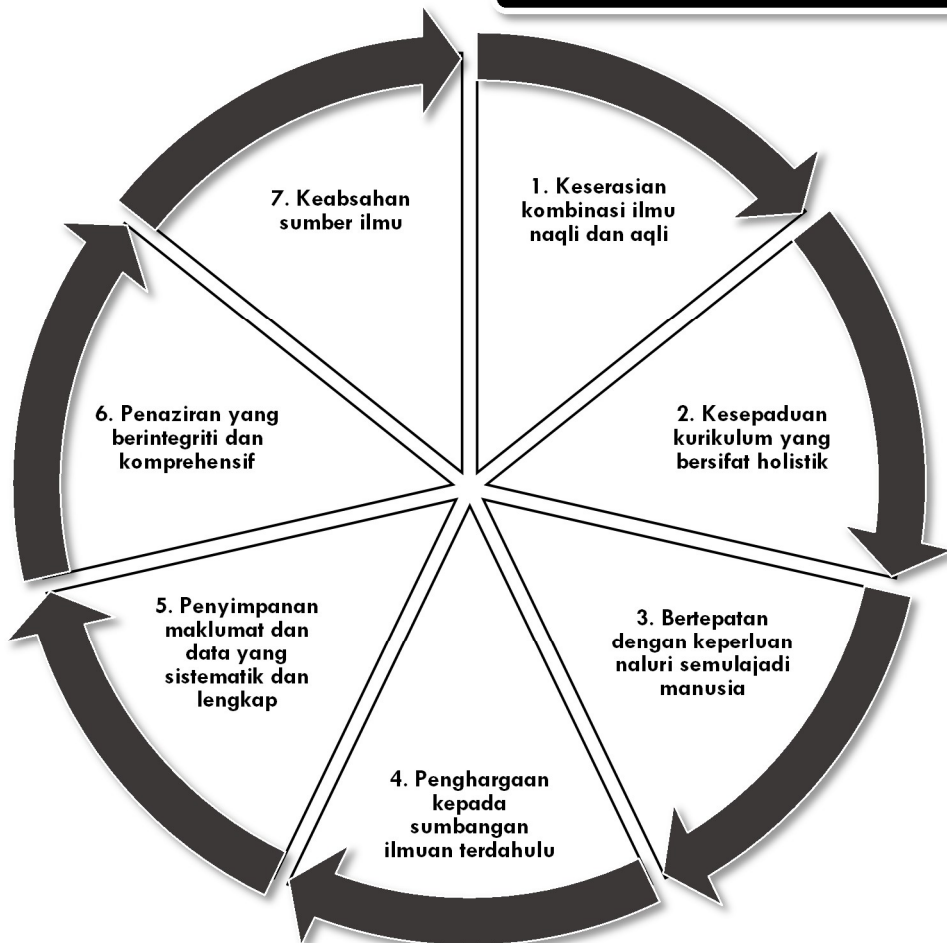 1. Keserasian
kombinasi ilmu
naqli dan aqli
2. Kesepaduan
kurikulum yang
bersifat holistik
3. Bertepatan
dengan keperluan
naluri semulajadi
manusia
4. Penghargaan
kepada
sumbangan
ilmuan terdahulu
5. Penyimpanan
maklumat dan
data yang
sistematik dan
lengkap
6. Penaziran yang
berintegriti dan
komprehensif
7. Keabsahan
sumber ilmu